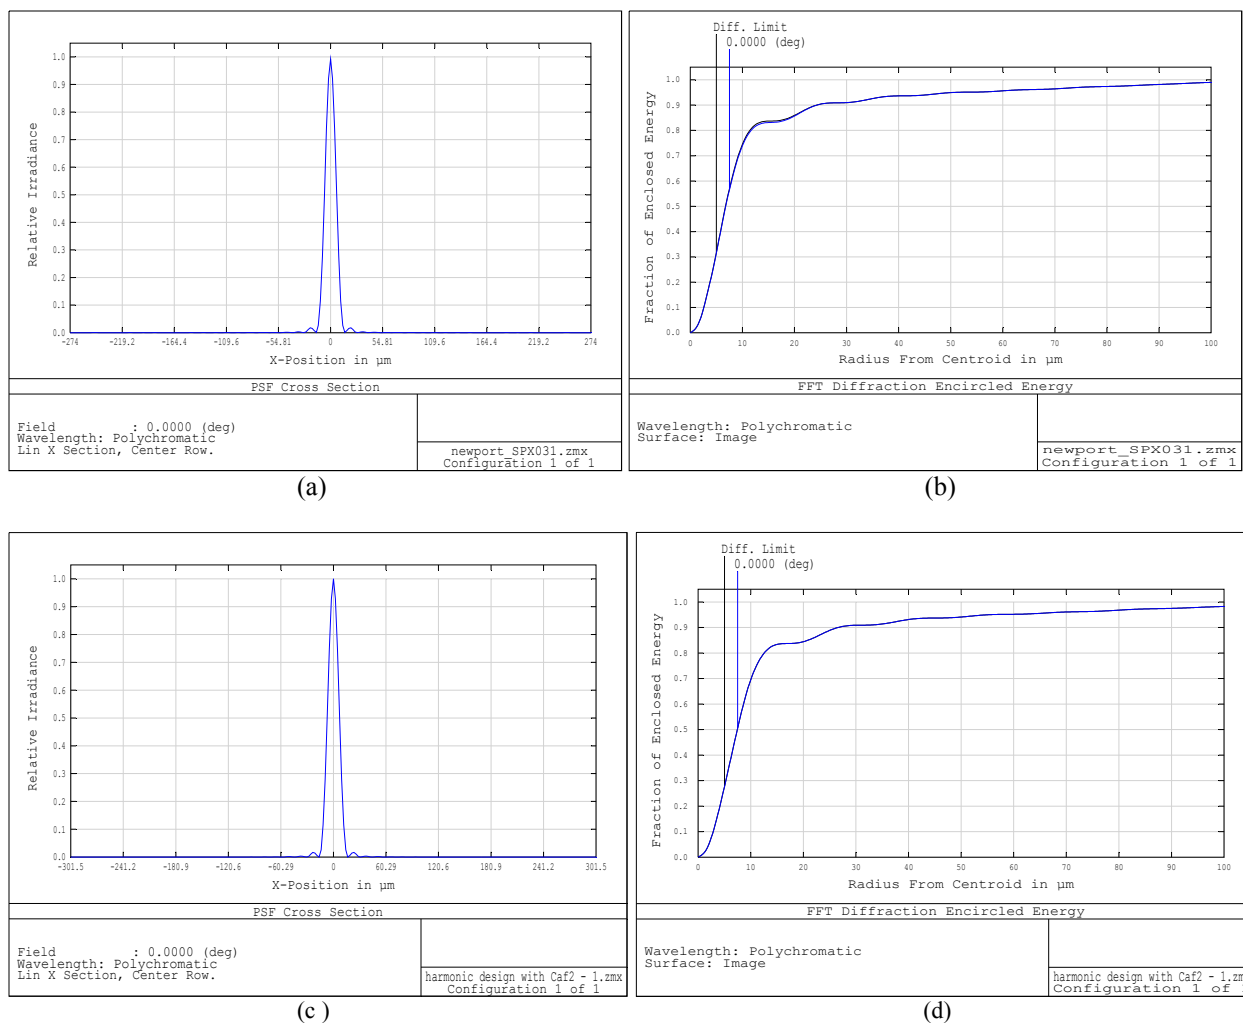 1.0
0.9
0.8
0.7
0.6
0.5
0.4
0.3
0.2
0.1
0.0
Relative Irradiance
-274 -219.2 -164.4 -109.6 -54.81 0 54.81 109.6 164.4 219.2 274
X-Position in µm
PSF Cross Section
Field : 0.0000 (deg)
Wavelength: Polychromatic
Lin X Section, Center Row.
newport_SPX031.zmx
Configuration 1 of 1
(a)
Diff. Limit
0.0000 (deg)
1.0
0.9
0.8
0.7
0.6
0.5
0.4
0.3
0.2
0.1
0.0
Fraction of Enclosed Energy
0 10 20 30 40 50 60 70 80 90 100
Radius From Centroid in µm
FFT Diffraction Encircled Energy
Wavelength: Polychromatic
Surface: Image
newport_SPX031.zmx
Configuration 1 of 1
(b)
1.0
0.9
0.8
0.7
0.6
0.5
0.4
0.3
0.2
0.1
0.0
Relative Irradiance
-301.5 -241.2 -180.9 -120.6 -60.29 0 60.29 120.6 180.9 241.2 301.5
X-Position in µm
PSF Cross Section
Field : 0.0000 (deg)
Wavelength: Polychromatic
Lin X Section, Center Row.
harmonic design with Caf2 - 1.zmx
Configuration 1 of 1
(c )
Diff. Limit
0.0000 (deg)
1.0
0.9
0.8
0.7
0.6
0.5
0.4
0.3
0.2
0.1
0.0
Fraction of Enclosed Energy
0 10 20 30 40 50 60 70 80 90 100
Radius From Centroid in µm
FFT Diffraction Encircled Energy
Wavelength: Polychromatic
Surface: Image
harmonic design with Caf2 - 1.zm
Configuration 1 of
(d)